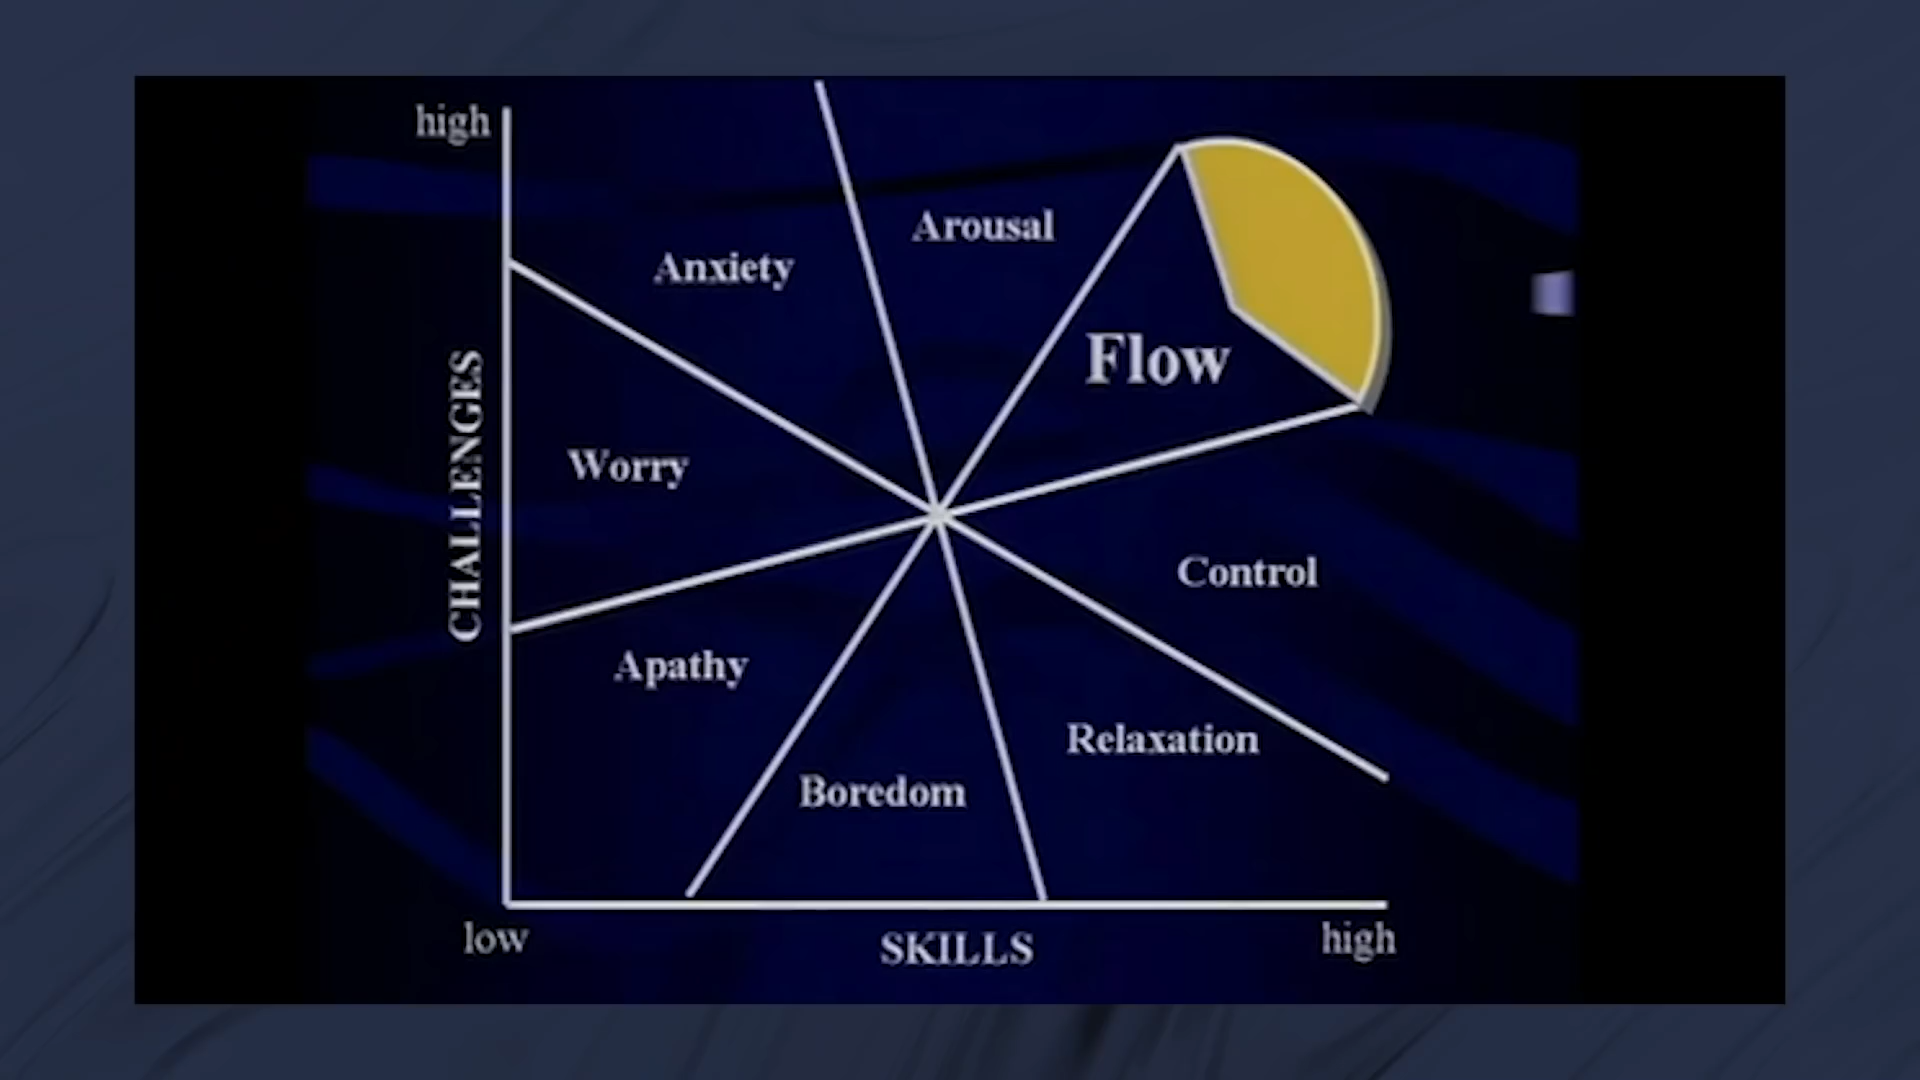 high
Arousal
Anxiety
Flow
CHALLENGES
Worry
Control
Apathy
Relaxation
Boredom
low
SKILLS
high